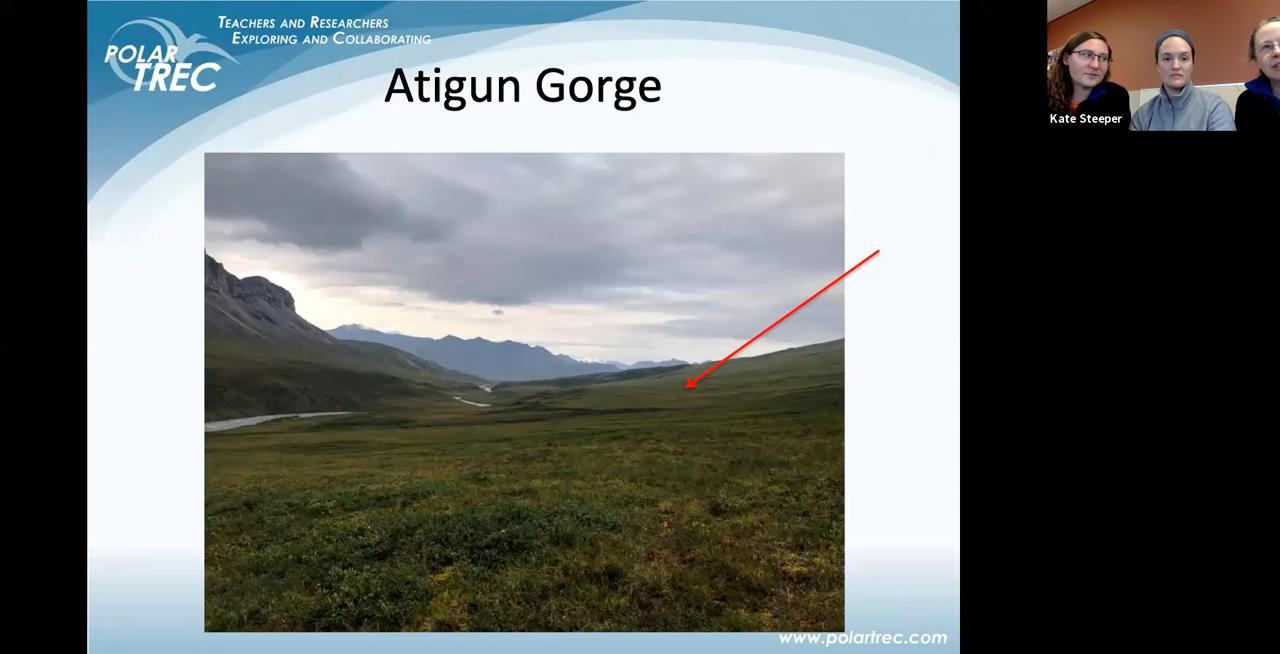 TEACHERS AND RESEARCHERS
EXPLORING AND COLLABORATING
POLAR
TREC
Atigun Gorge
Kate Steeper
www.polartrec.com